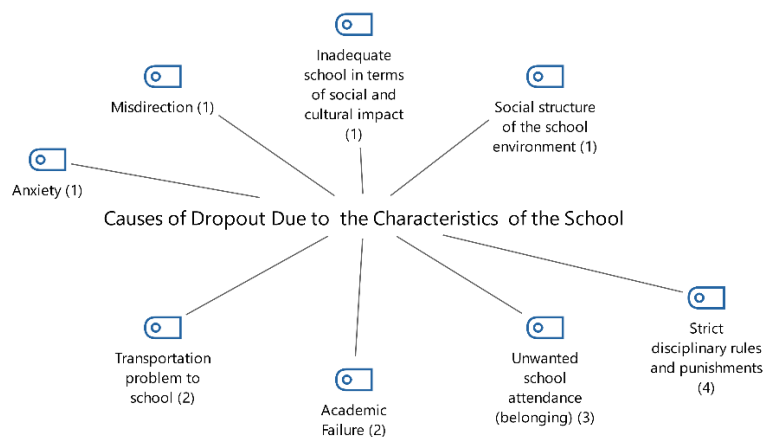 Inadequate
school in terms
of social and
cultural impact
(1)
Misdirection (1)
Social structure
of the school
environment (1)
Anxiety (1)
Causes of Dropout Due to the Characteristics of the School
Transportation
problem to
school (2)
Academic
Failure (2)
Unwanted
school
attendance
(belonging) (3)
Strict
disciplinary rules
and punishments
(4)